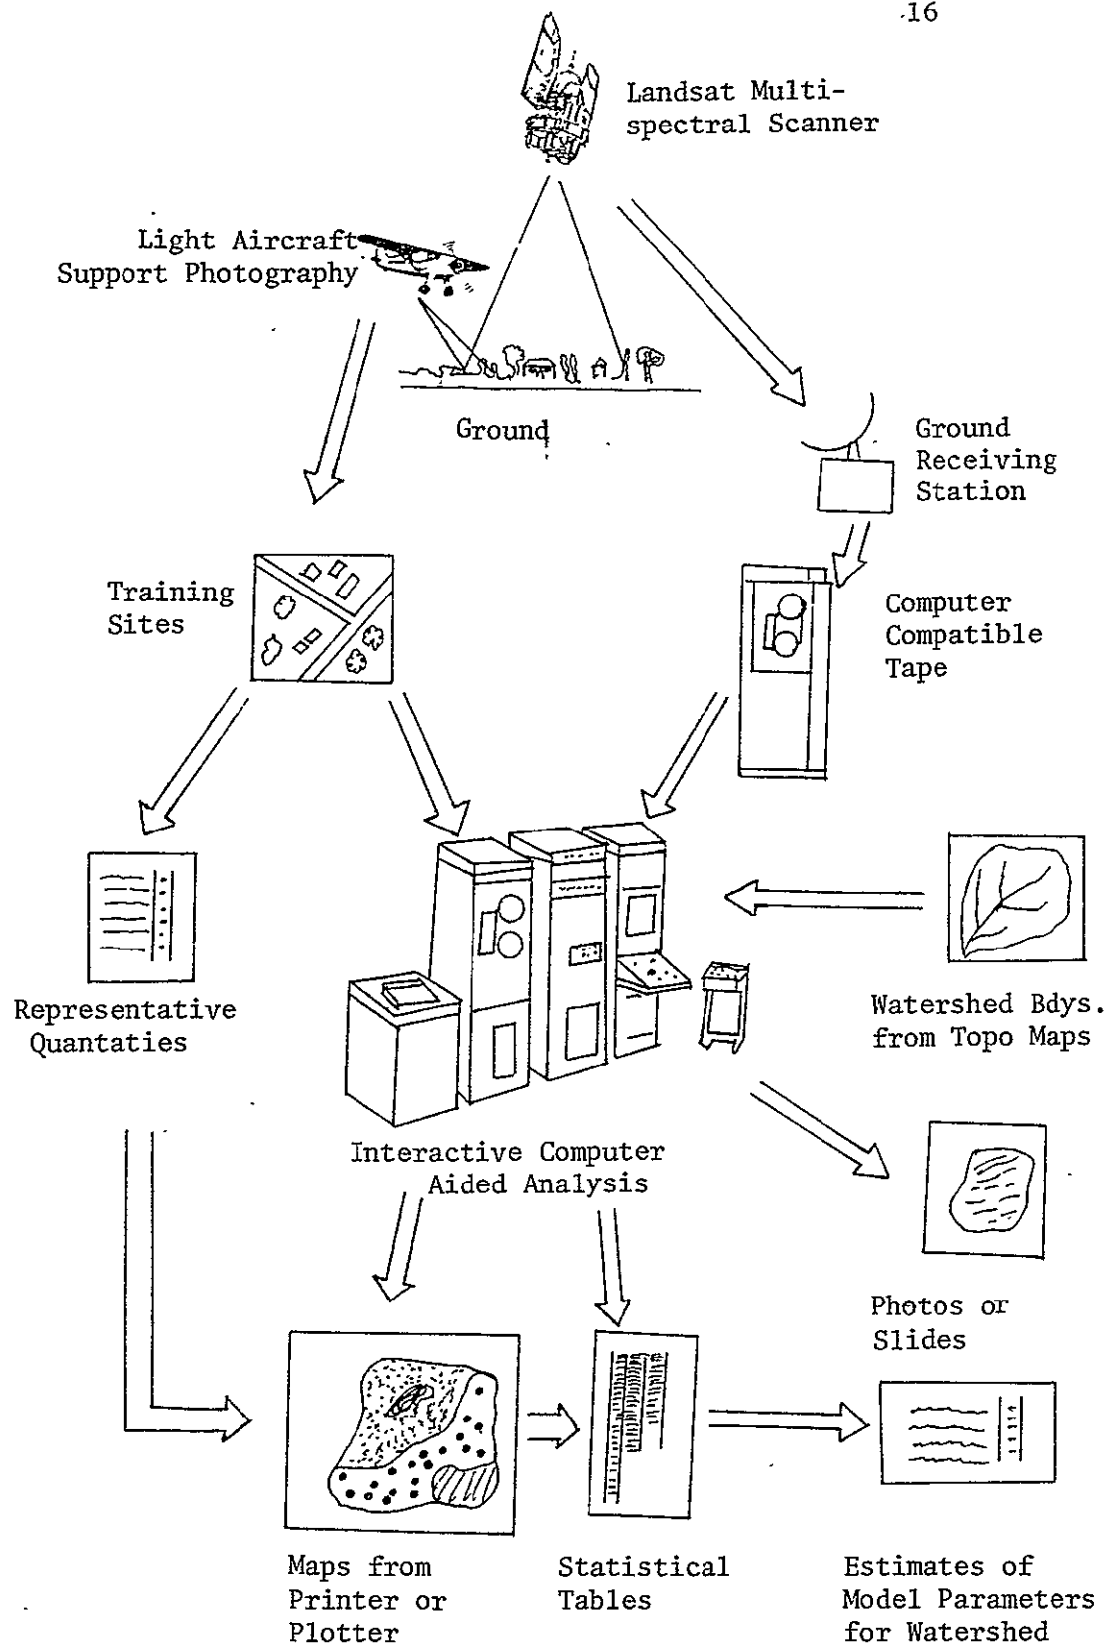 16
Landsat Multi-
spectral Scanner
Light Aircraft
Support Photography
Ground
Ground
Receiving
Station
Training
Sites
Computer
Compatible
Tape
Representative
Quantaties
Watershed Bdys.
from Topo Maps
Interactive Computer
Aided Analysis
Photos or
Slides
Maps from
Printer or
Plotter
Statistical
Tables
Estimates of
Model Parameters
for Watershed